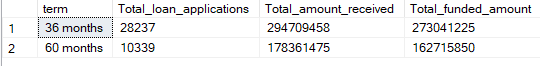 term Total_loan_applications Total_amount_received Total_funded_amount
1 36 months 28237 294709458 273041225
2 60 months 10339 178361475 162715850